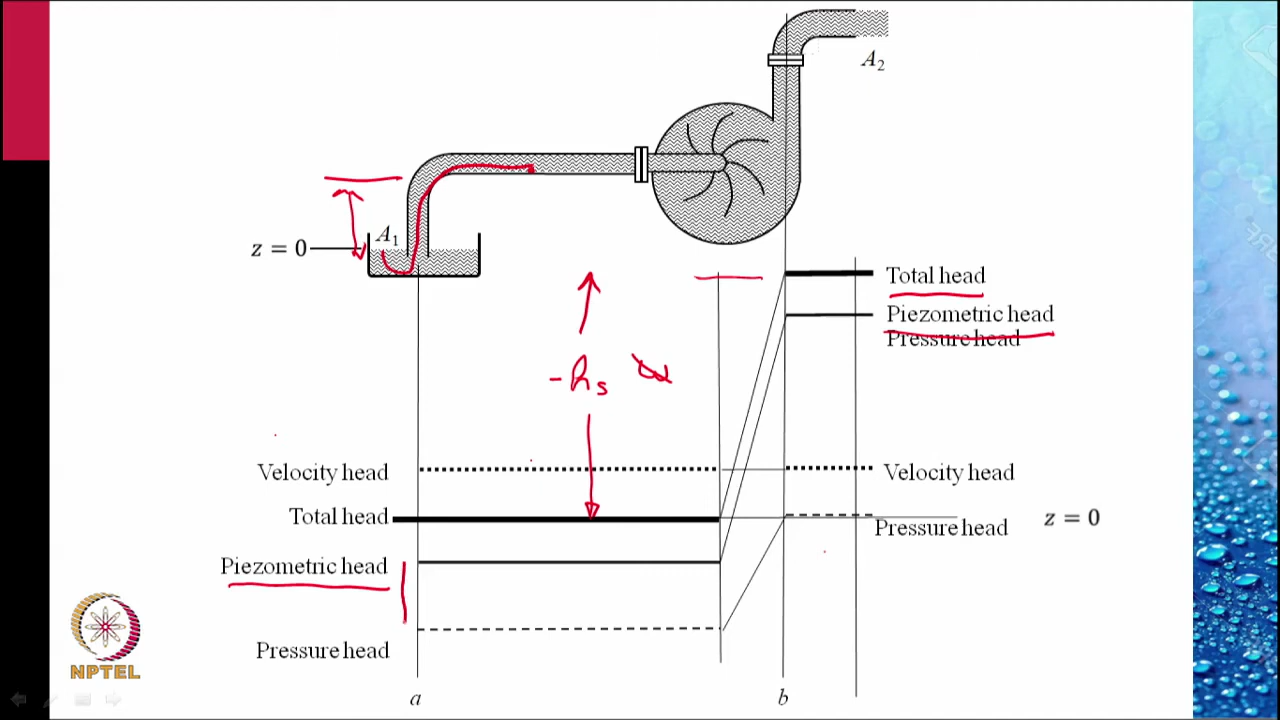 A2
A1
z = 0
Total head
Piezometric head
Pressure head
-hs
Velocity head
Velocity head
Total head
Pressure head
z = 0
Piezometric head
Pressure head
NPTEL
a
b